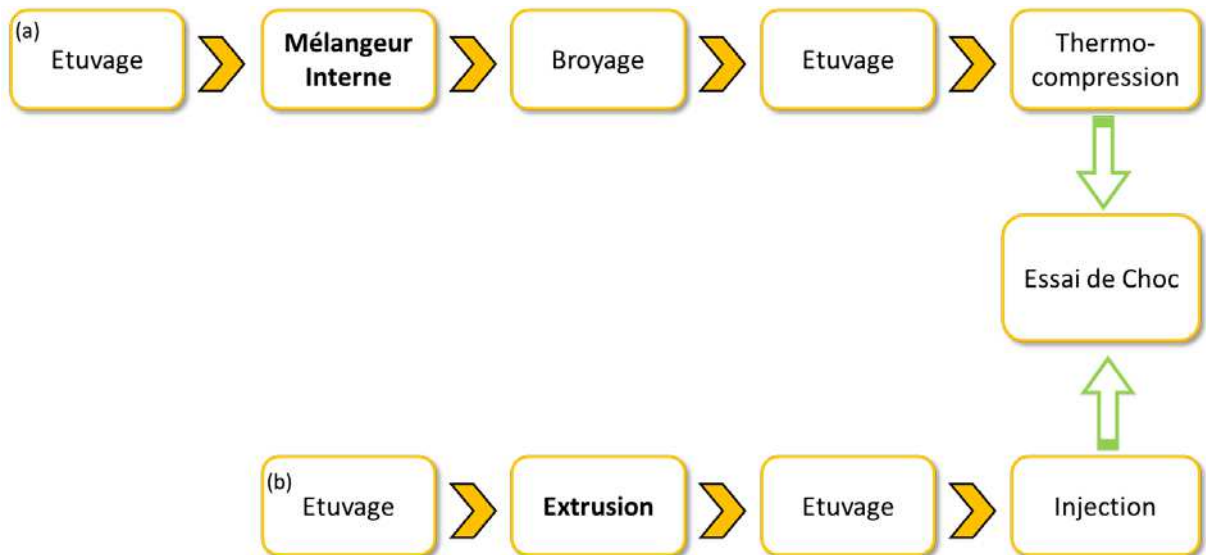 (a)
Etuvage
Mélangeur
Interne
Broyage
Etuvage
Thermo-
compression
Essai de Choc
(b)
Etuvage
Extrusion
Etuvage
Injection